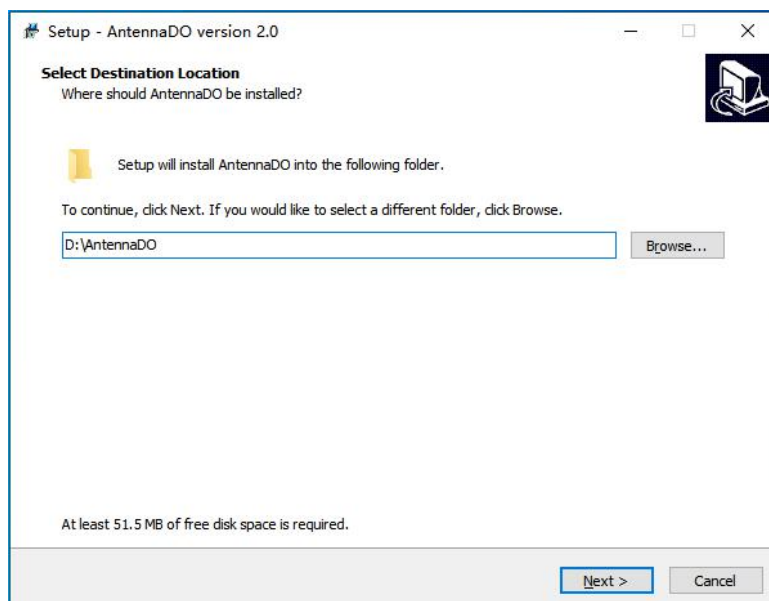 Setup - AntennaDO version 2.0
Select Destination Location
Where should AntennaDO be installed?
Setup will install AntennaDO into the following folder.
To continue, click Next. If you would like to select a different folder, click Browse.
D:\AntennaDO
Browse...
At least 51.5 MB of free disk space is required.
Next >
Cancel